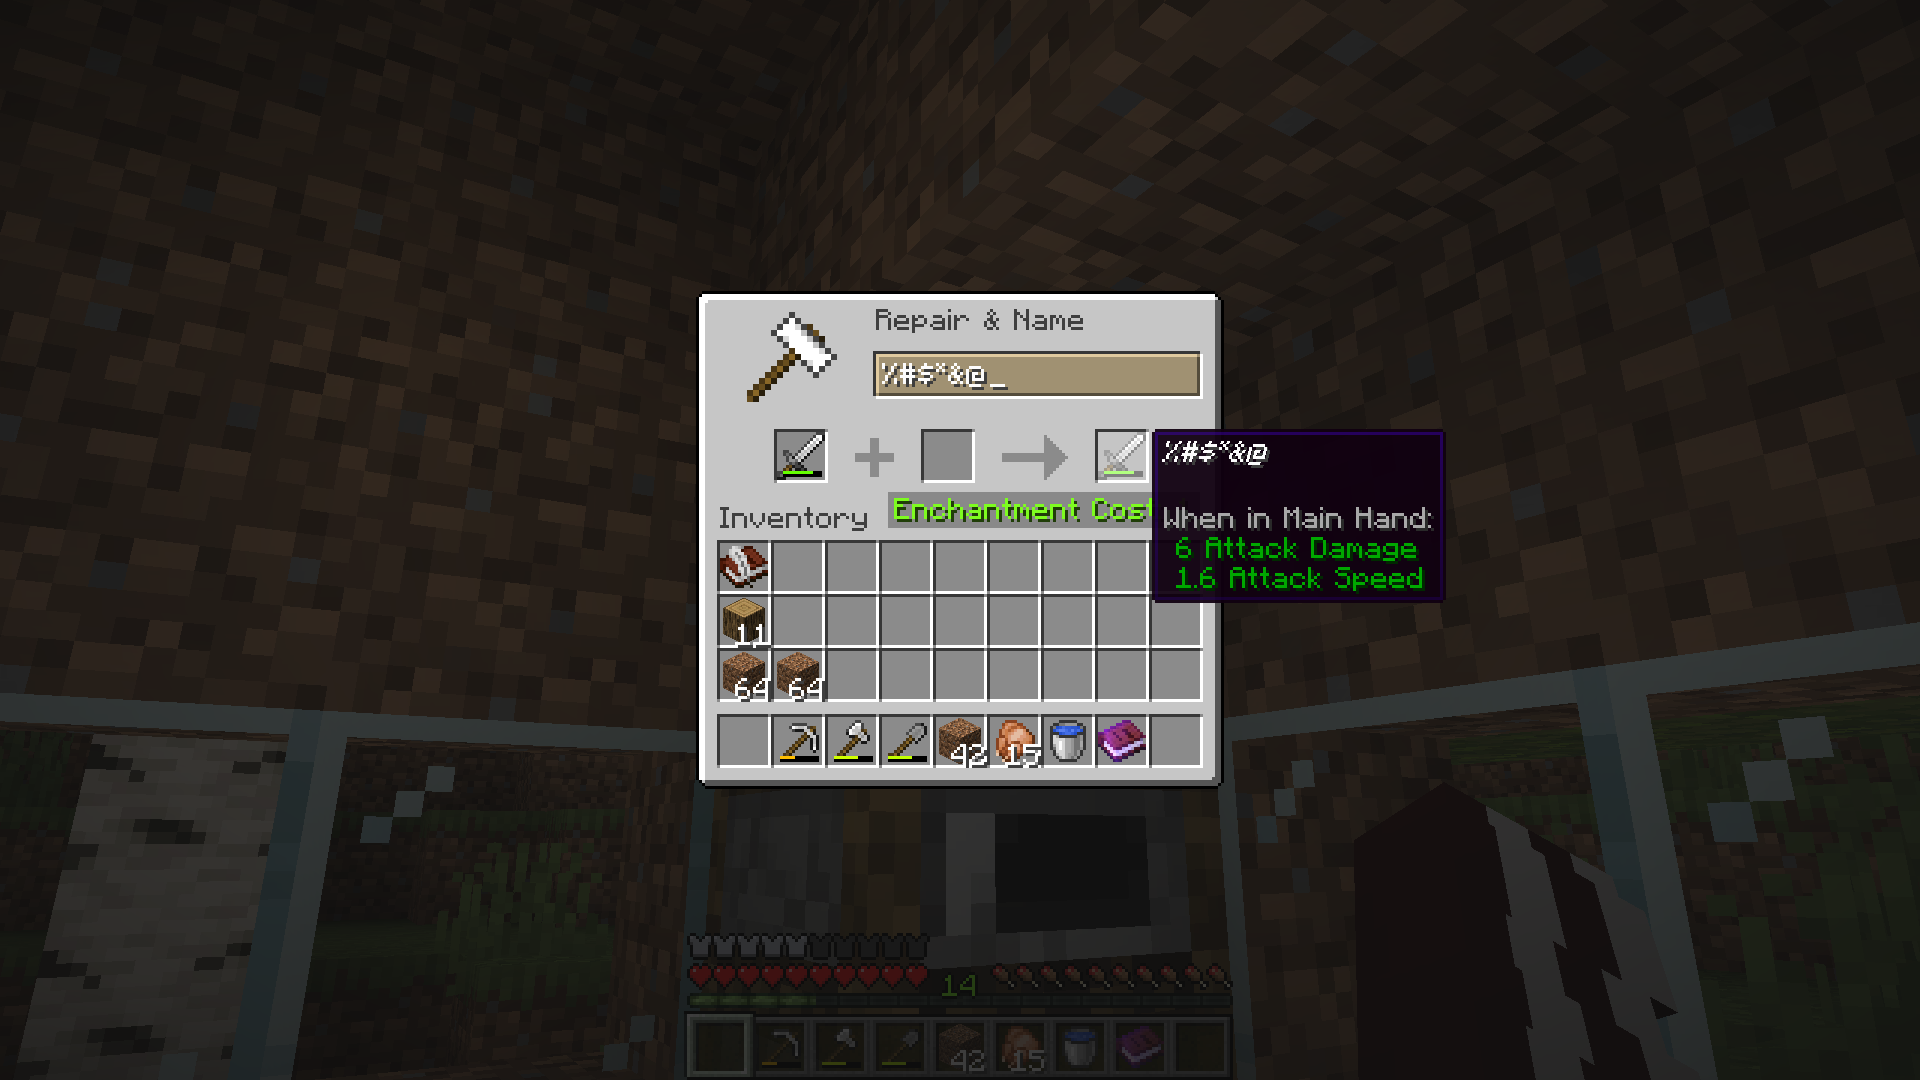 Repair & Name
%#$*&@_
%#$*&@
Enchantment Cost
Inventory
When in Main Hand:
6 Attack Damage
1.6 Attack Speed
11
64 64
42 15
14
42 15